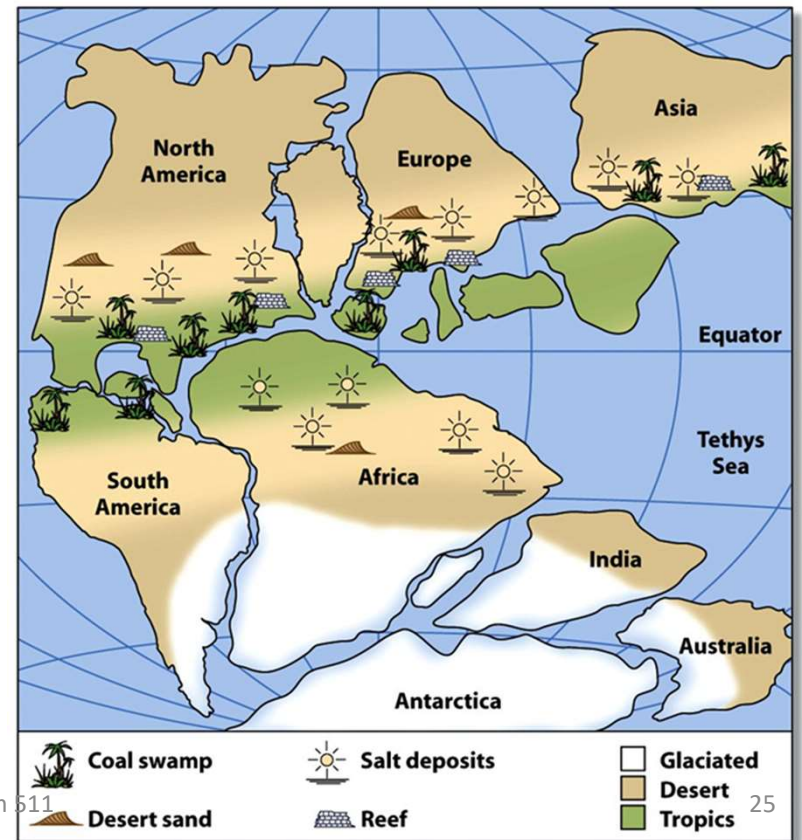 North
America
Europe
Asia
Equator
Tethys
Sea
South
America
Africa
India
Australia
Antarctica
Coal swamp
Salt deposits
Glaciated
Desert
Desert sand
Reef
Tropics
511
25